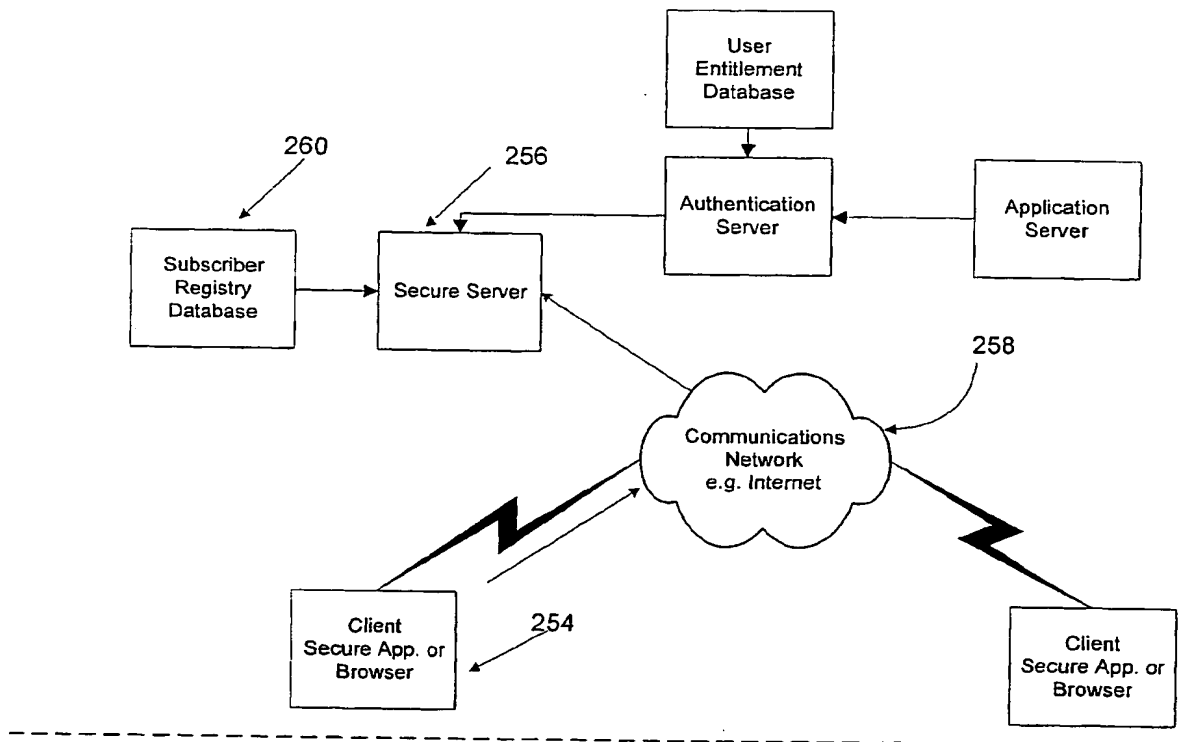 User
Entitlement
Database
260
256
Authentication
Server
Application
Server
Subscriber
Registry
Database
Secure Server
258
Communications
Network
e.g. Internet
Client
Secure App. or
Browser
254
Client
Secure App. or
Browser